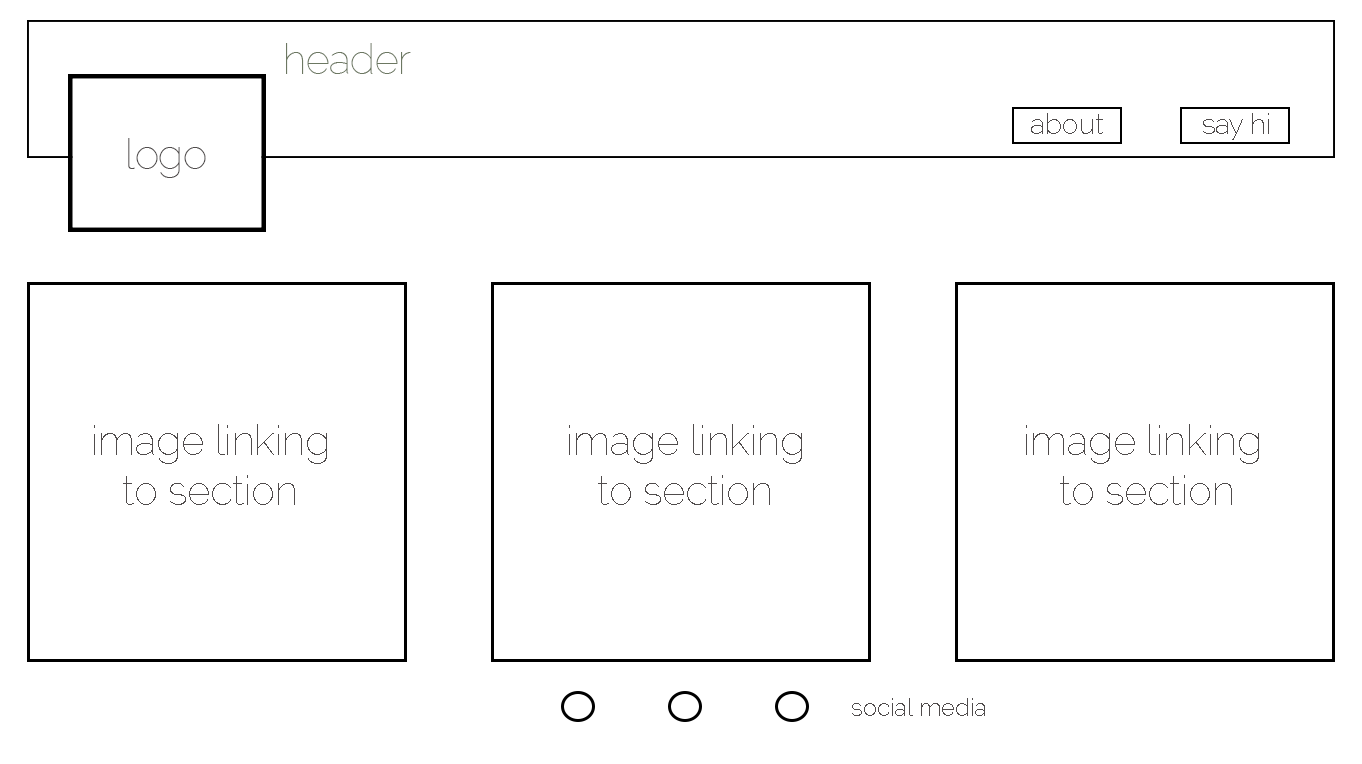 header
logo
about
say hi
image linking
to section
image linking
to section
image linking
to section
social media